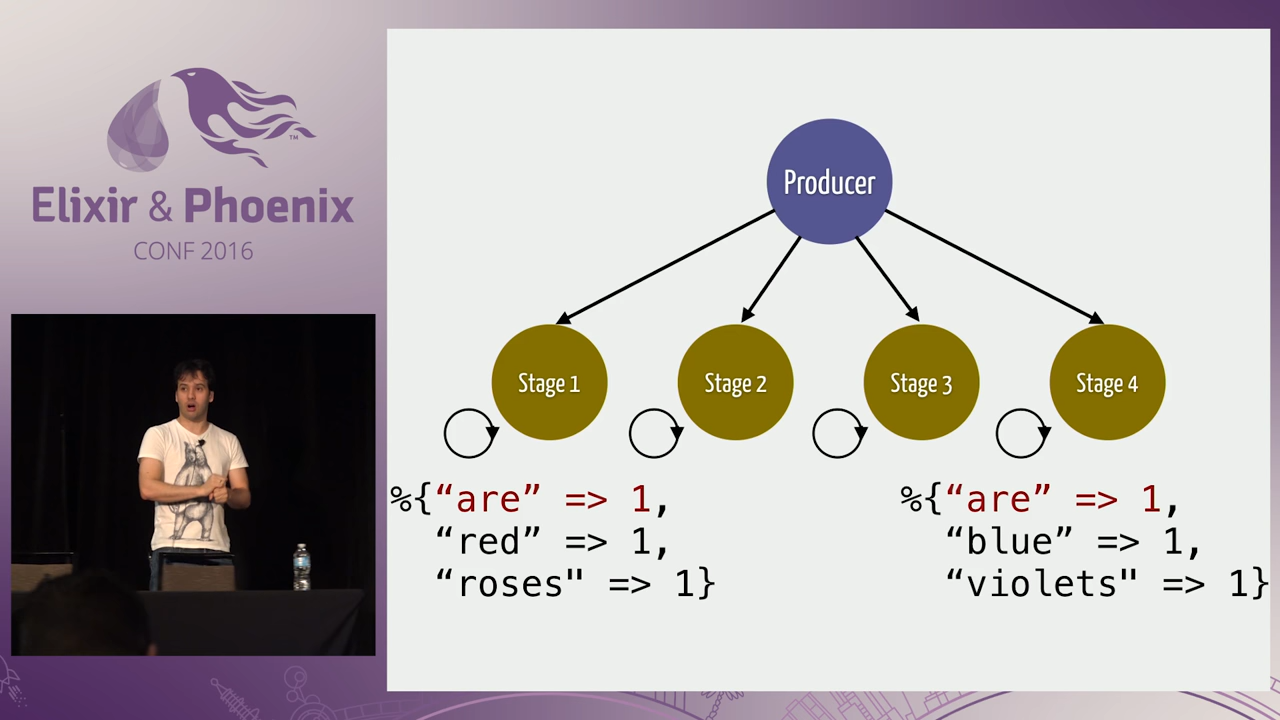 Elixir & Phoenix
™
CONF 2016
Producer
Stage 1
Stage 2
Stage 3
Stage 4
%{“are” => 1,
“red” => 1,
“roses" => 1}
%{“are” => 1,
“blue” => 1,
“violets" => 1}